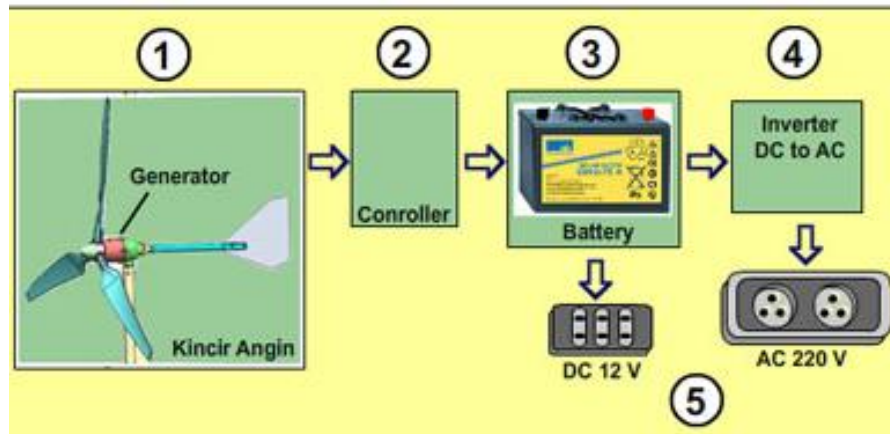 1
2
3
4
Generator
Kincir Angin
Conroller
Battery
Inverter
DC to AC
DC 12 V
AC 220 V
5